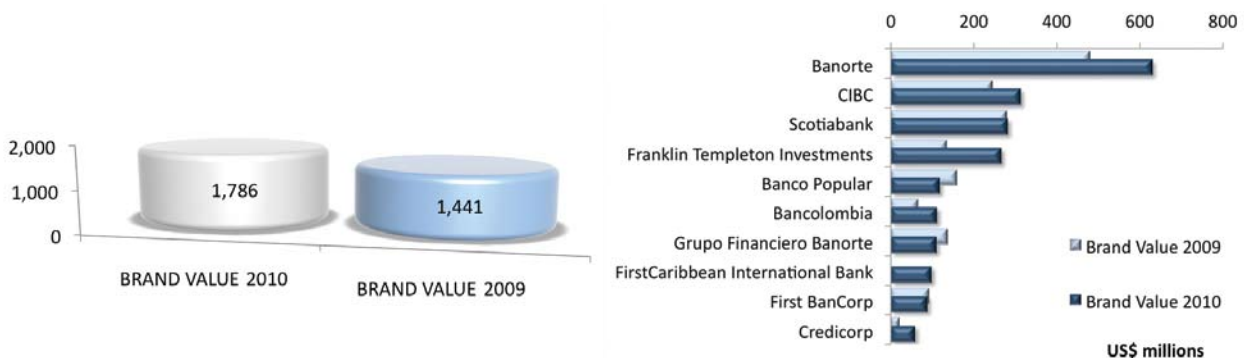 2,000
1,000
0
1,786
1,441
BRAND VALUE 2010
BRAND VALUE 2009
0 200 400 600 800
Banorte
CIBC
Scotiabank
Franklin Templeton Investments
Banco Popular
Bancolombia
Grupo Financiero Banorte
FirstCaribbean International Bank
First BanCorp
Credicorp
Brand Value 2009
Brand Value 2010
US$ millions